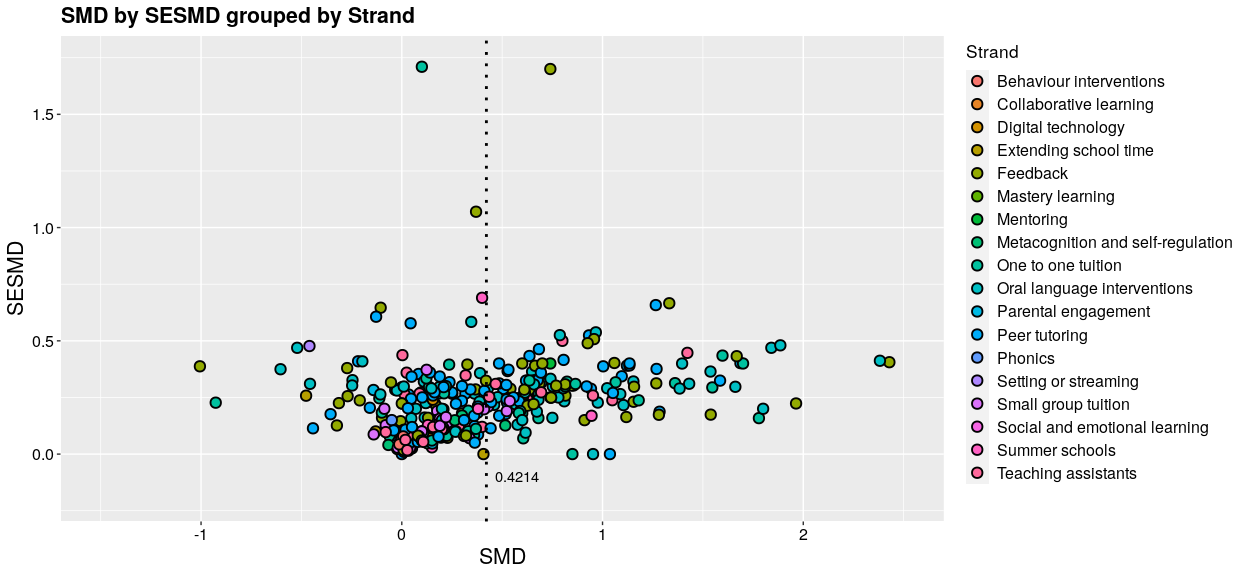 SMD by SESMD grouped by Strand
SESMD
1.5
1.0
0.5
0.0
0.4214
-1
0
1
2
SMD
Strand
Behaviour interventions
Collaborative learning
Digital technology
Extending school time
Feedback
Mastery learning
Mentoring
Metacognition and self-regulation
One to one tuition
Oral language interventions
Parental engagement
Peer tutoring
Phonics
Setting or streaming
Small group tuition
Social and emotional learning
Summer schools
Teaching assistants